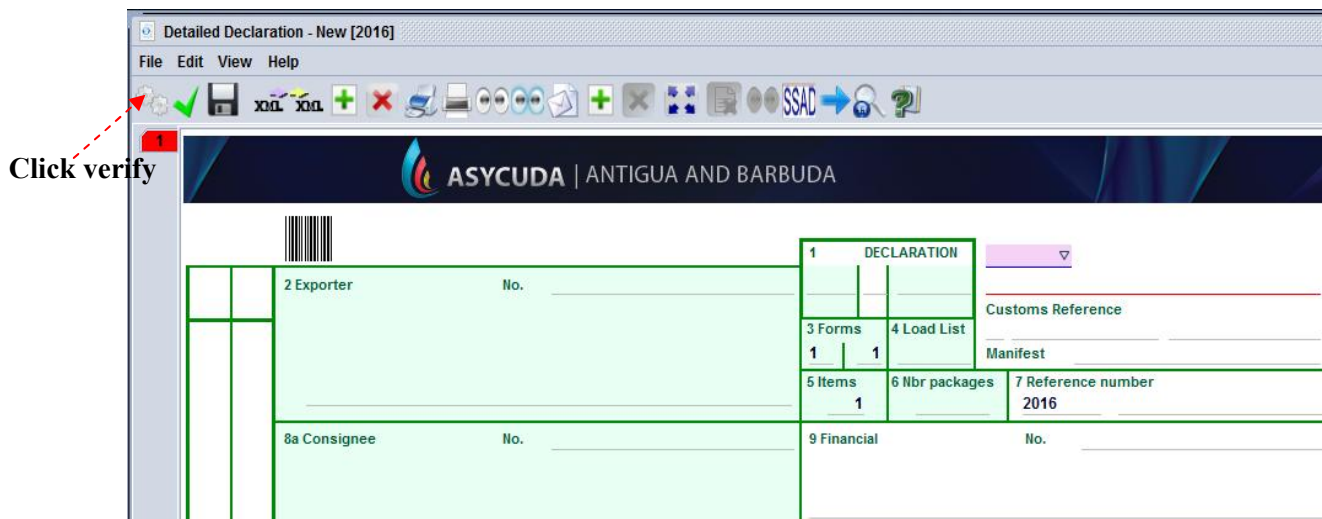 Detailed Declaration - New [2016]
File Edit View Help
xml xml SSAD
1
Click verify
ASYCUDA | ANTIGUA AND BARBUDA
1 DECLARATION
2 Exporter No.
Customs Reference
3 Forms 4 Load List
1 1 Manifest
5 Items 6 Nbr packages 7 Reference number
1 2016
8a Consignee No. 9 Financial No.